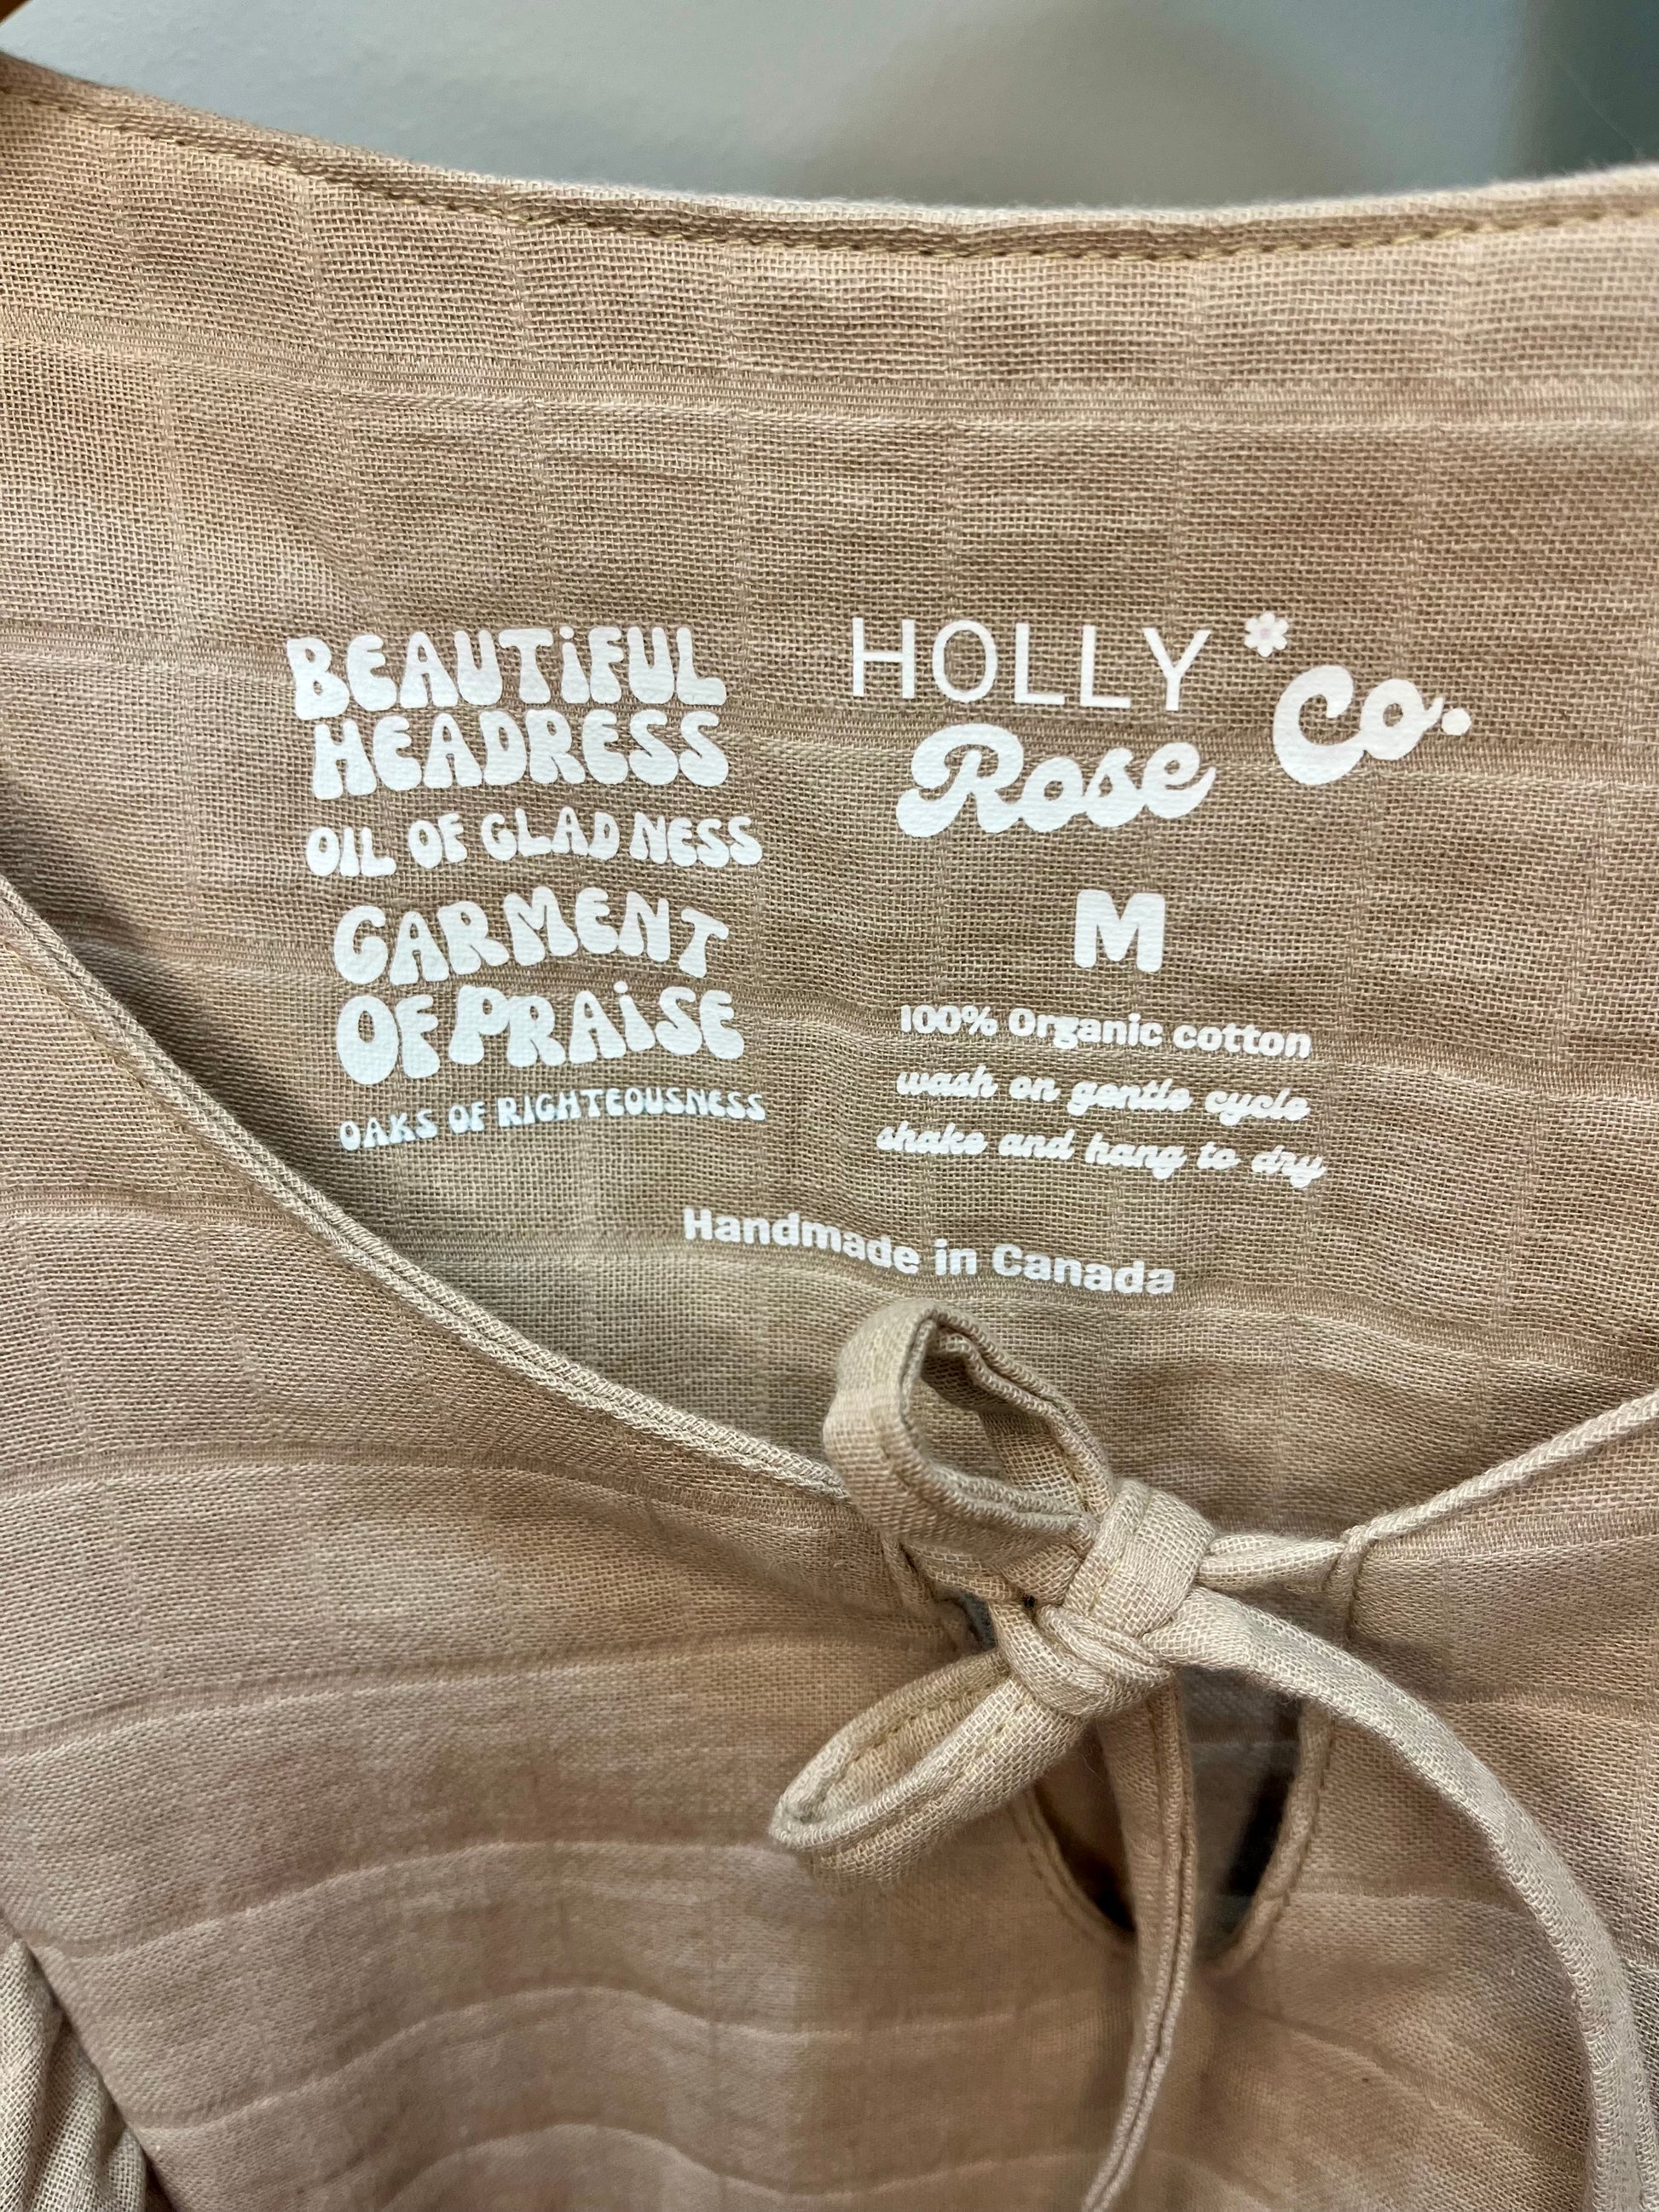 BEAUTiFUL
HEADRESS
OIL OF GLADNESS
GARMENT
OF PRAiSE
OAKS OF RIGHTEOUSNESS
HOLLY
Rose
Co.
M
100% Organic cotton
wash on gentle cycle
shake and hang to dry
Handmade in Canada